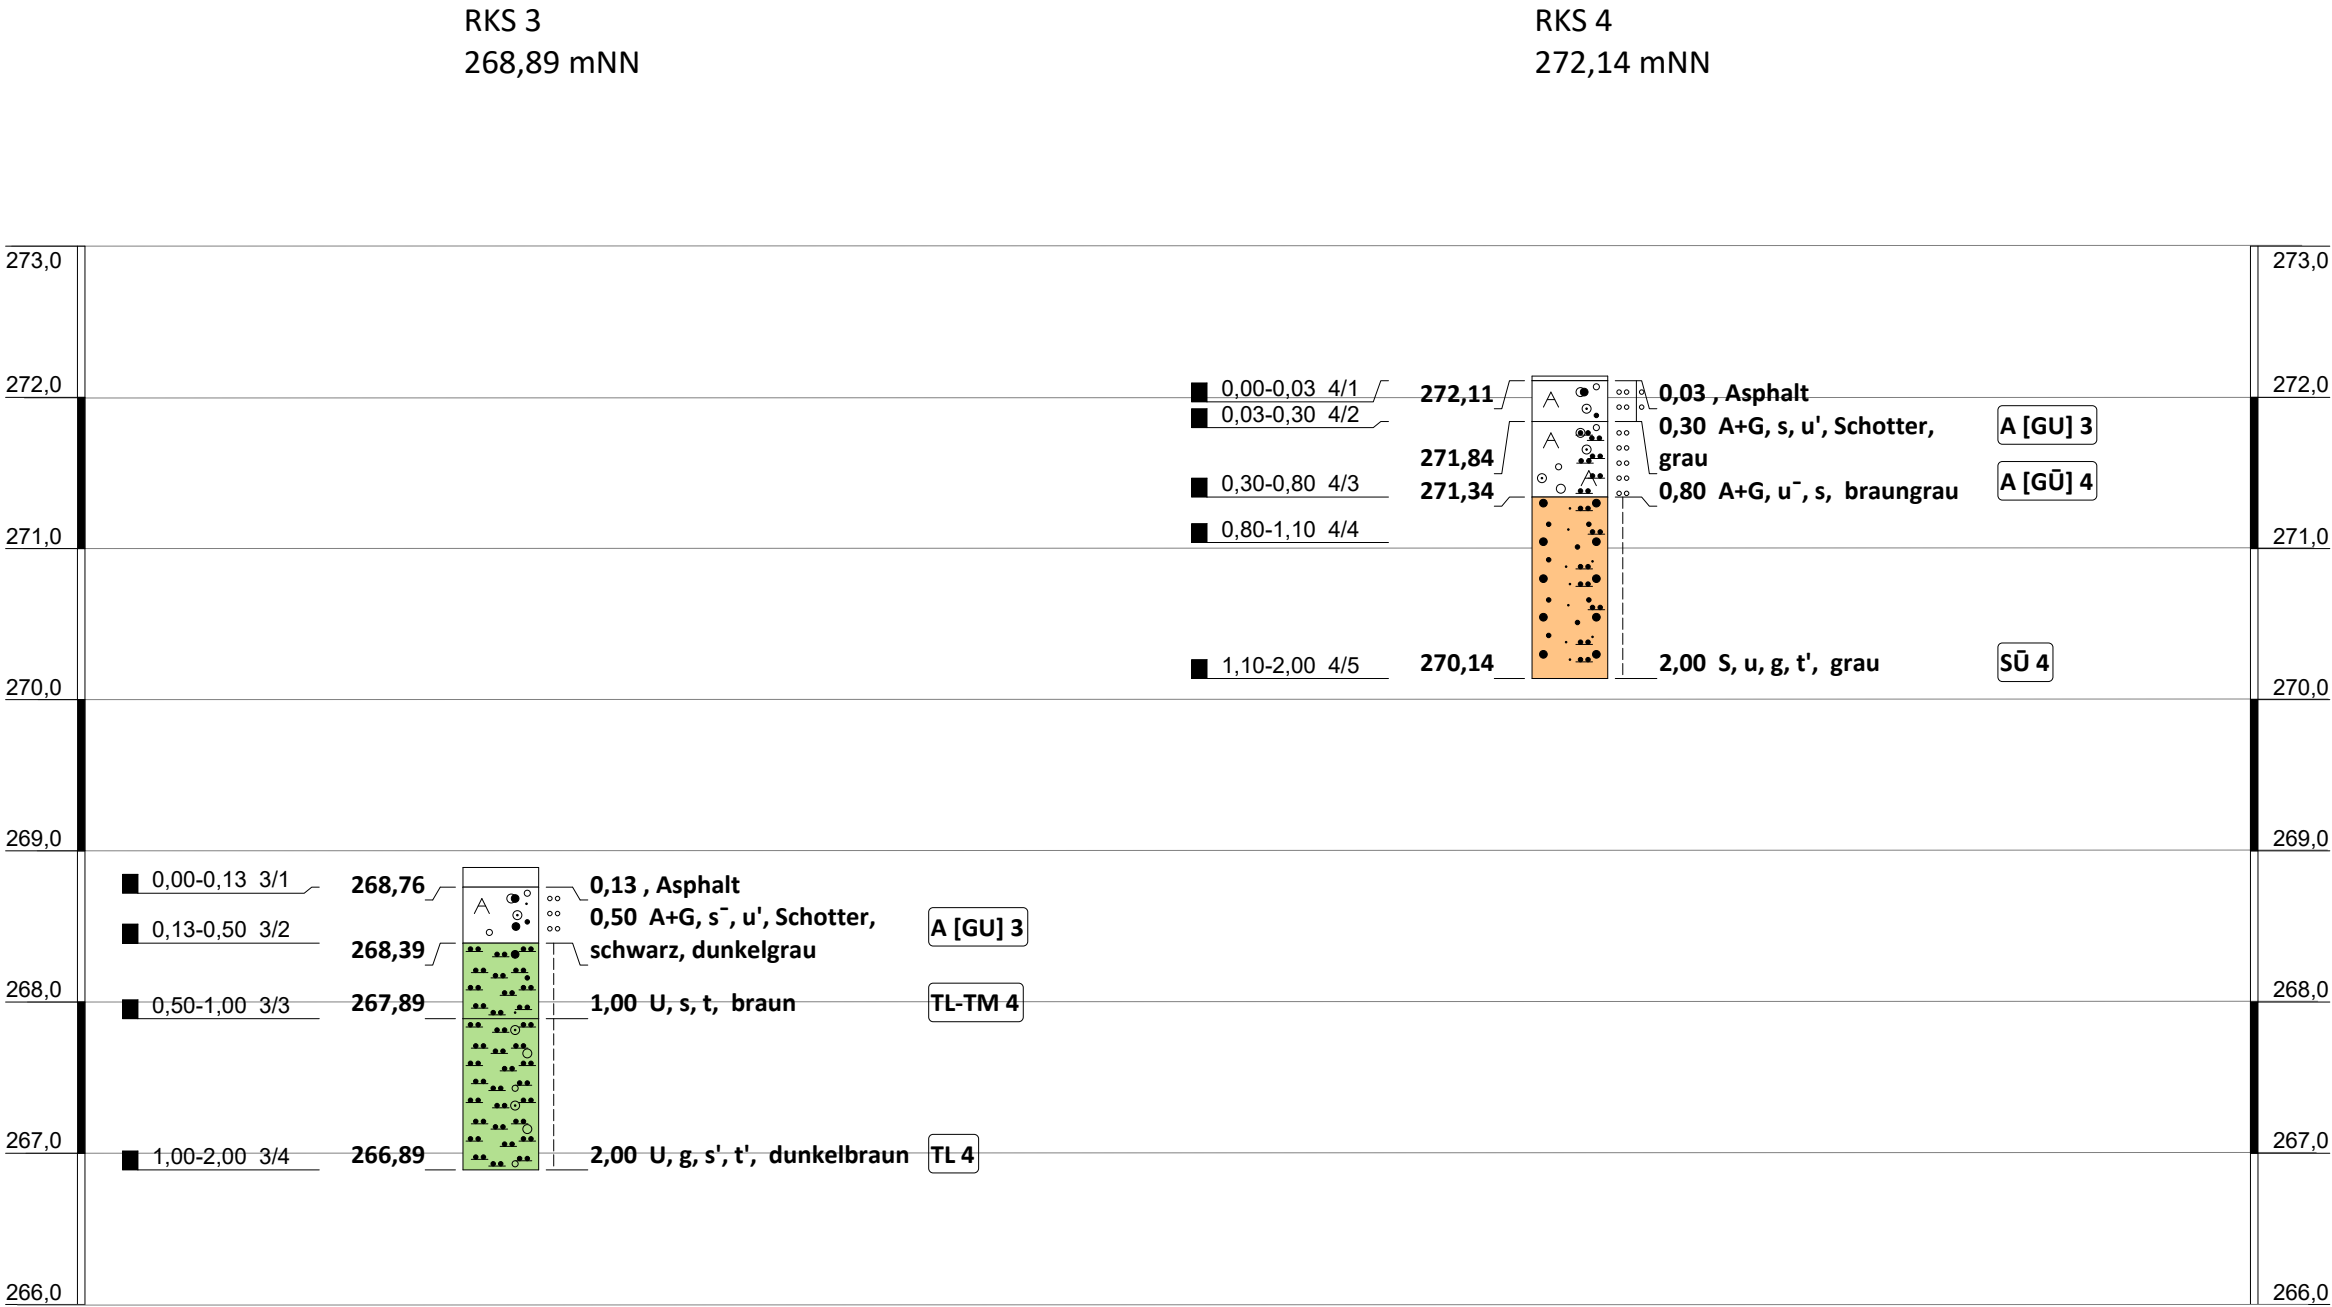 RKS 3
268,89 mNN
RKS 4
272,14 mNN
273,0
272,0
271,0
270,0
269,0
268,0
267,0
266,0
0,00-0,13 3/1
0,13-0,50 3/2
0,50-1,00 3/3
1,00-2,00 3/4
268,76
268,39
267,89
266,89
A
0,13 , Asphalt
0,50 A+G, s¯, u', Schotter,
schwarz, dunkelgrau
1,00 U, s, t, braun
2,00 U, g, s', t', dunkelbraun
A [GU] 3
TL-TM 4
TL 4
0,00-0,03 4/1
0,03-0,30 4/2
0,30-0,80 4/3
0,80-1,10 4/4
1,10-2,00 4/5
272,11
271,84
271,34
270,14
A
A
A
0,03 , Asphalt
0,30 A+G, s, u', Schotter,
grau
0,80 A+G, u¯, s, braungrau
2,00 S, u, g, t', grau
A [GU] 3
A [GŪ] 4
SŪ 4
273,0
272,0
271,0
270,0
269,0
268,0
267,0
266,0